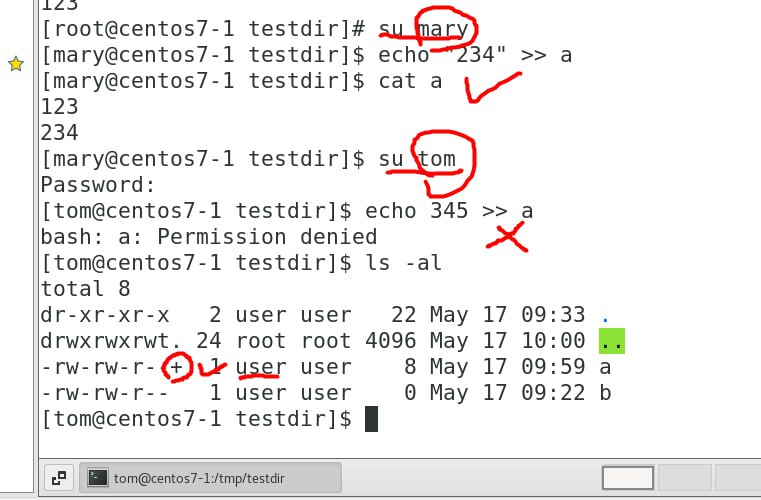 123
[root@centos7-1 testdir]# su mary
[mary@centos7-1 testdir]$ echo "234" >> a
[mary@centos7-1 testdir]$ cat a
123
234
[mary@centos7-1 testdir]$ su tom
Password:
[tom@centos7-1 testdir]$ echo 345 >> a
bash: a: Permission denied
[tom@centos7-1 testdir]$ ls -al
total 8
dr-xr-xr-x   2 user user   22 May 17 09:33 .
drwxrwxrwt. 24 root root 4096 May 17 10:00 ..
-rw-rw-r--+  1 user user    8 May 17 09:59 a
-rw-rw-r--   1 user user    0 May 17 09:22 b
[tom@centos7-1 testdir]$
tom@centos7-1:/tmp/testdir